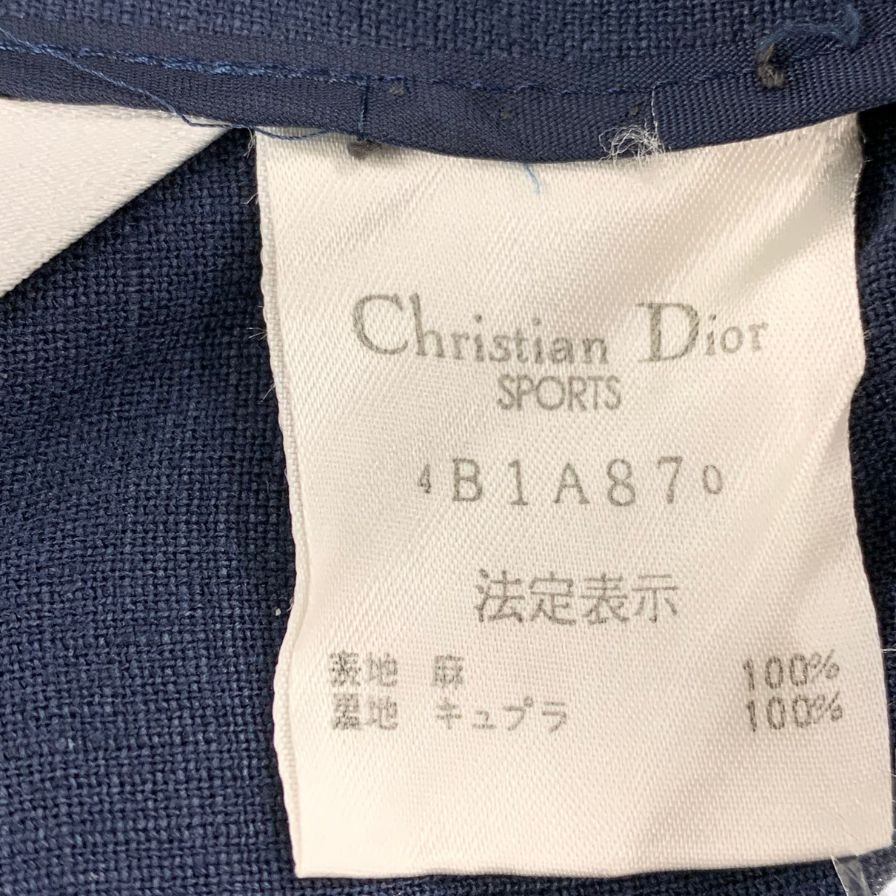 Christian Dior
SPORTS
4B1A870
法定表示
表地 麻 100%
裏地 キュプラ 100%